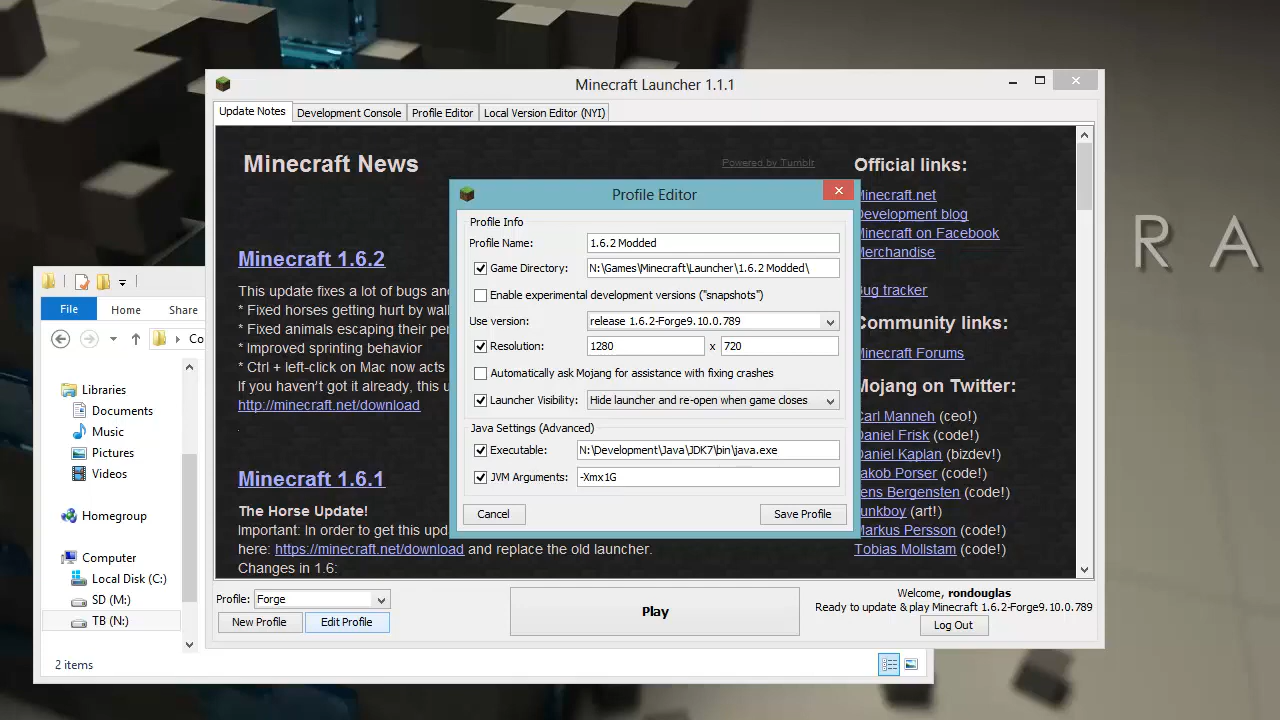 R A
Minecraft Launcher 1.1.1
Update Notes
Development Console
Profile Editor
Local Version Editor (NYI)
Minecraft News
Powered by Tumblr
Minecraft 1.6.2
This update fixes a lot of bugs an
* Fixed horses getting hurt by wal
* Fixed animals escaping their per
* Improved sprinting behavior
* Ctrl + left-click on Mac now acts
If you haven't got it already, this u
http://minecraft.net/download
Minecraft 1.6.1
The Horse Update!
Important: In order to get this upd
here: https://minecraft.net/download and replace the old launcher.
Changes in 1.6:
Official links:
Minecraft.net
Development blog
Minecraft on Facebook
Merchandise
Bug tracker
Community links:
Minecraft Forums
Mojang on Twitter:
Carl Manneh (ceo!)
Daniel Frisk (code!)
Daniel Kaplan (bizdev!)
Jakob Porser (code!)
Jens Bergensten (code!)
Junkboy (art!)
Markus Persson (code!)
Tobias Mollstam (code!)
Profile Editor
Profile Info
Profile Name: 1.6.2 Modded
Game Directory: N:\Games\Minecraft\Launcher\1.6.2 Modded\
Enable experimental development versions ("snapshots")
Use version: release 1.6.2-Forge9.10.0.789
Resolution: 1280 x 720
Automatically ask Mojang for assistance with fixing crashes
Launcher Visibility: Hide launcher and re-open when game closes
Java Settings (Advanced)
Executable: N:\Development\Java\JDK7\bin\java.exe
JVM Arguments: -Xmx1G
Cancel
Save Profile
Profile: Forge
New Profile
Edit Profile
Play
Welcome, rondouglas
Ready to update & play Minecraft 1.6.2-Forge9.10.0.789
Log Out
File
Home
Share
Co
Libraries
Documents
Music
Pictures
Videos
Homegroup
Computer
Local Disk (C:)
SD (M:)
TB (N:)
2 items